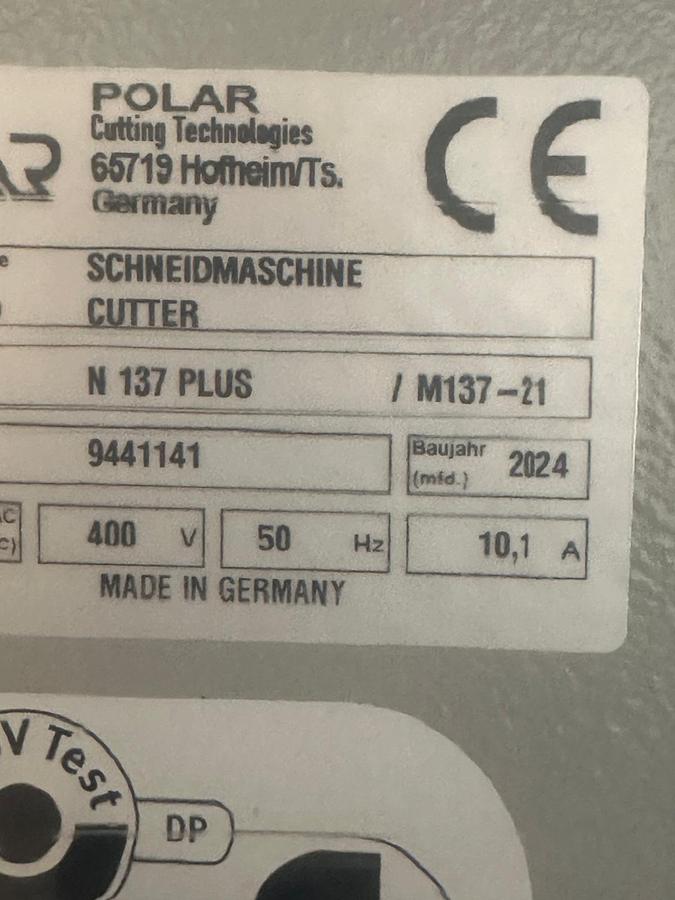 POLAR
Cutting Technologies
65719 Hofheim/Ts.
Germany
CE
SCHNEIDMASCHINE
CUTTER
N 137 PLUS / M137-21
9441141 Baujahr (mfd.) 2024
400 V 50 Hz 10,1 A
MADE IN GERMANY
V Test
DP